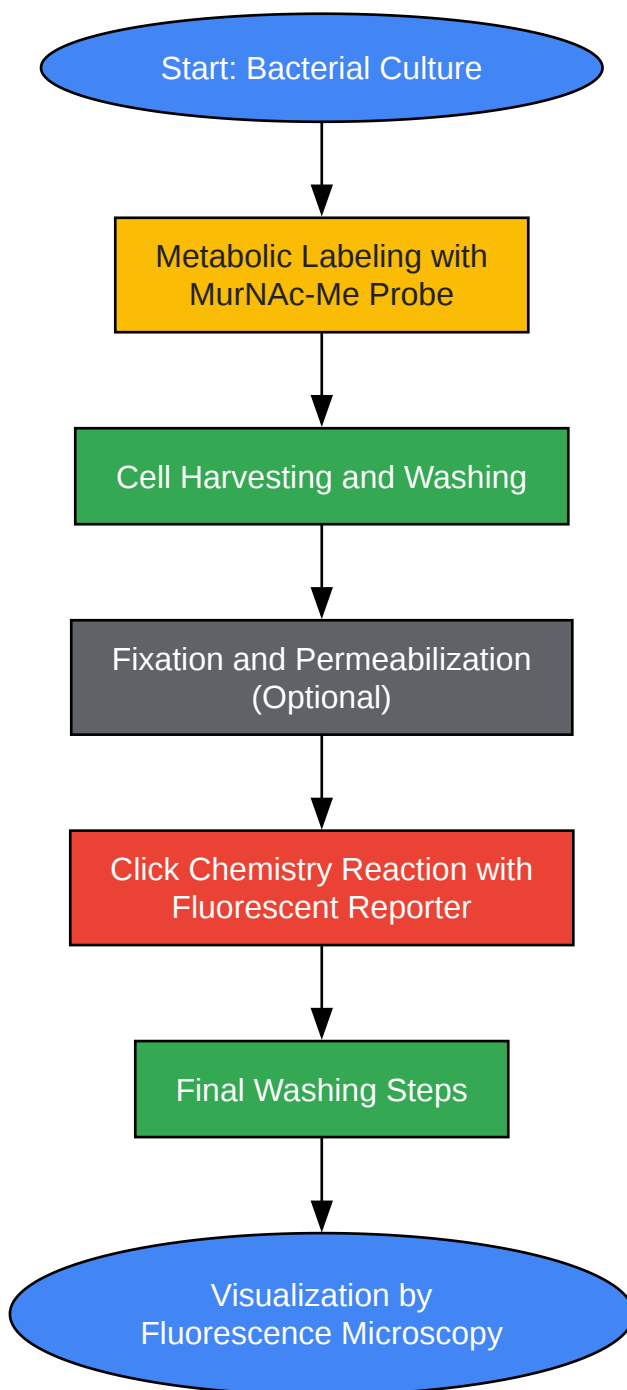 Start: Bacterial Culture
Metabolic Labeling with
MurNAc-Me Probe
Cell Harvesting and Washing
Fixation and Permeabilization
(Optional)
Click Chemistry Reaction with
Fluorescent Reporter
Final Washing Steps
Visualization by
Fluorescence Microscopy